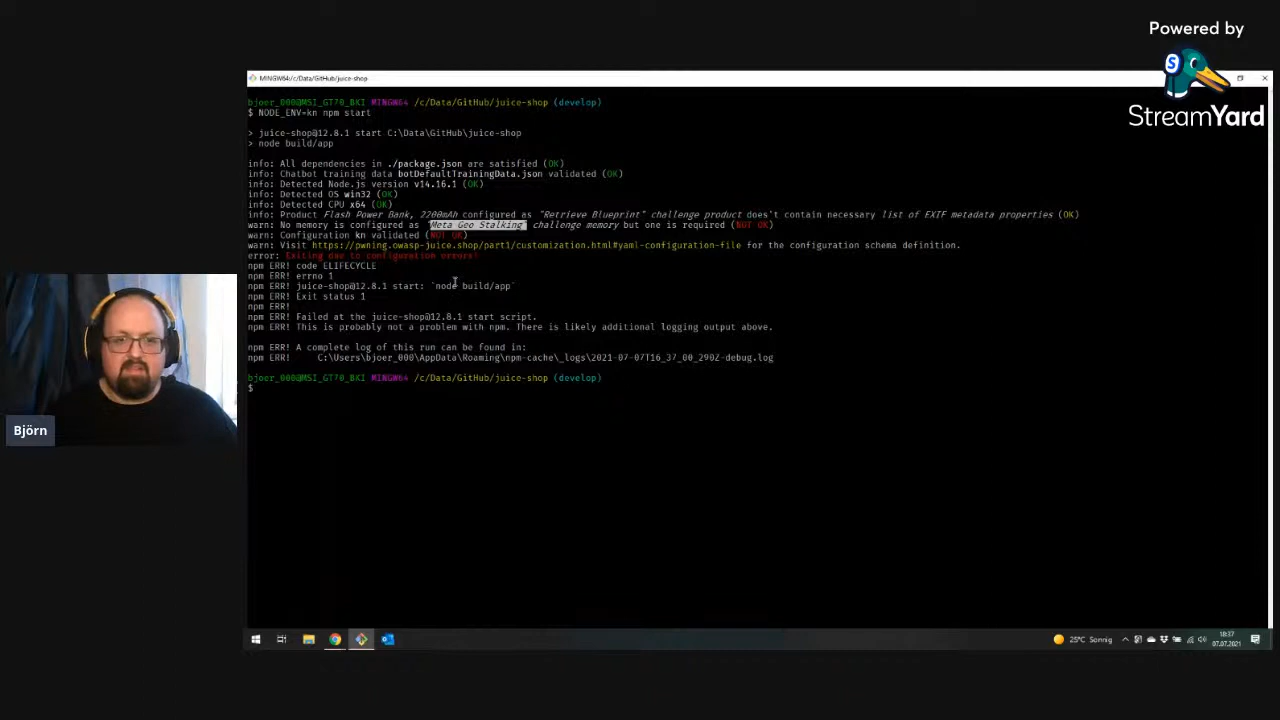 Powered by
S
StreamYard
MINGW64:/c/Data/GitHub/juice-shop
bjoer_000@MSI_GT70_BKI MINGW64 /c/Data/GitHub/juice-shop (develop)
$ NODE_ENV=kn npm start
> juice-shop@12.8.1 start C:\Data\GitHub\juice-shop
> node build/app
info: All dependencies in ./package.json are satisfied (OK)
info: Chatbot training data botDefaultTrainingData.json validated (OK)
info: Detected Node.js version v14.16.1 (OK)
info: Detected OS win32 (OK)
info: Detected CPU x64 (OK)
info: Product Flash Power Bank, 2200mAh configured as "Retrieve Blueprint" challenge product does't contain necessary list of EXIF metadata properties (OK)
warn: No memory is configured as `Meta Geo Stalking` challenge memory but one is required (NOT OK)
warn: Configuration kn validated (NOT OK)
warn: Visit https://pwning.owasp-juice.shop/part1/customization.html#yaml-configuration-file for the configuration schema definition.
error: Exiting due to configuration errors!
npm ERR! code ELIFECYCLE
npm ERR! errno 1
npm ERR! juice-shop@12.8.1 start: `node build/app`
npm ERR! Exit status 1
npm ERR!
npm ERR! Failed at the juice-shop@12.8.1 start script.
npm ERR! This is probably not a problem with npm. There is likely additional logging output above.
npm ERR! A complete log of this run can be found in:
npm ERR! C:\Users\bjoer_000\AppData\Roaming\npm-cache\_logs\2021-07-07T16_37_00_290Z-debug.log
bjoer_000@MSI_GT70_BKI MINGW64 /c/Data/GitHub/juice-shop (develop)
$
Björn
25°C Sonnig
18:37
07.07.2021